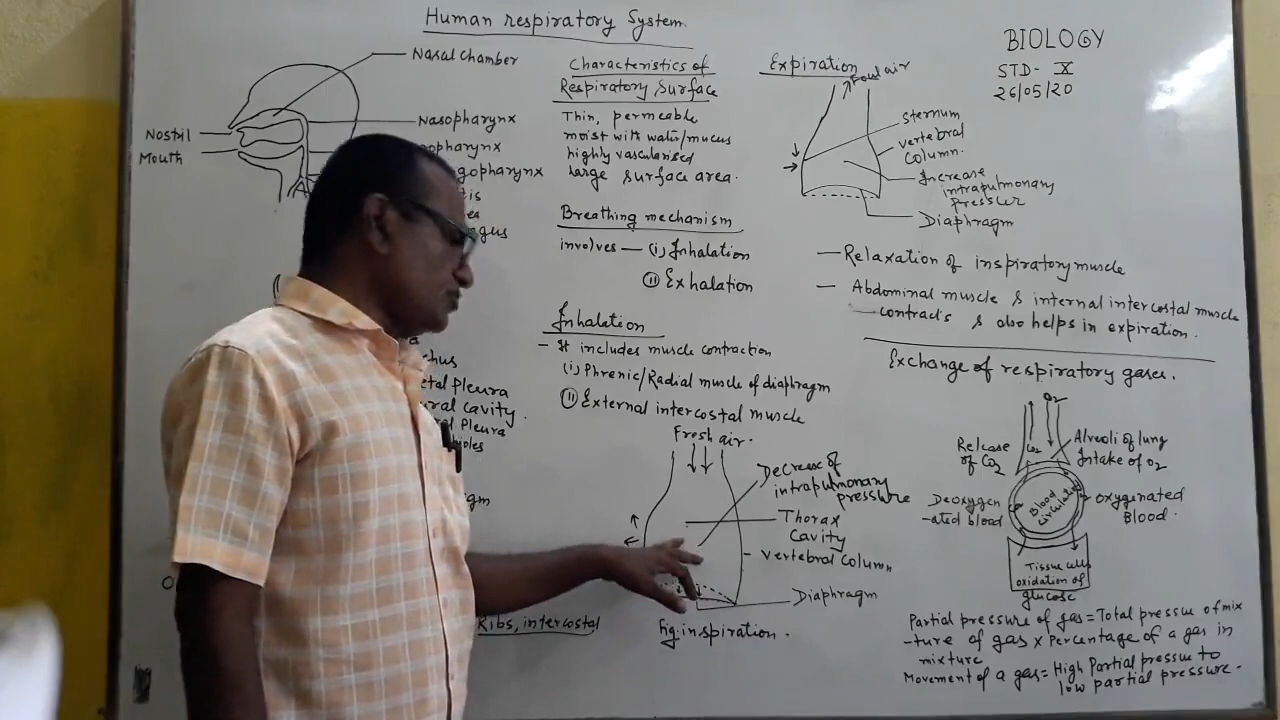 Human respiratory System
Nasal chamber
Nasopharynx
Nostril
Mouth
Ribs, intercostal
Characteristics of
Respiratory Surface
Thin, permeable
moist with water/mucus
highly vascularised
large surface area.
Breathing mechanism
involves — (i) Inhalation
(ii) Exhalation
Inhalation
- It includes muscle contraction
(i) Phrenic/Radial muscle of diaphragm
(ii) External intercostal muscle
Fresh air.
Decrease of
intrapulmonary
pressure
Thorax
Cavity
vertebral column
Diaphragm
Fig. inspiration.
BIOLOGY
STD- X
26/05/20
Expiration
Foul air
sternum
vertebral
column.
Increase
intrapulmonary
Diaphragm
— Relaxation of inspiratory muscle
— Abdominal muscle & internal intercostal muscle
contracts & also helps in expiration.
Exchange of respiratory gases.
O₂
CO₂
Release
of CO₂
Alveoli of lung
Intake of O₂
Deoxygen
-ated blood
Blood
circulation
oxygenated
Blood.
Tissue cells
oxidation of
glucose
Partial pressure of gas = Total pressue of mix
-ture of gas x Percentage of a gas in
mixture
Movement of a gas = High Partial pressue to
low partial pressure.